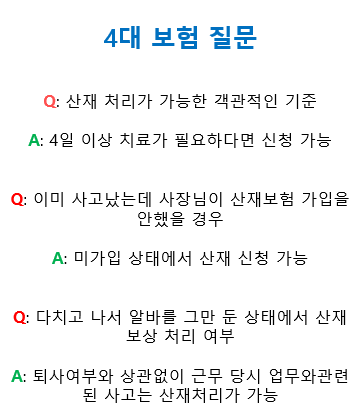 4대 보험 질문
Q: 산재 처리가 가능한 객관적인 기준
A: 4일 이상 치료가 필요하다면 신청 가능
Q: 이미 사고났는데 사장님이 산재보험 가입을
안했을 경우
A: 미가입 상태에서 산재 신청 가능
Q: 다치고 나서 알바를 그만 둔 상태에서 산재
보상 처리 여부
A: 퇴사여부와 상관없이 근무 당시 업무와관련
된 사고는 산재처리가 가능